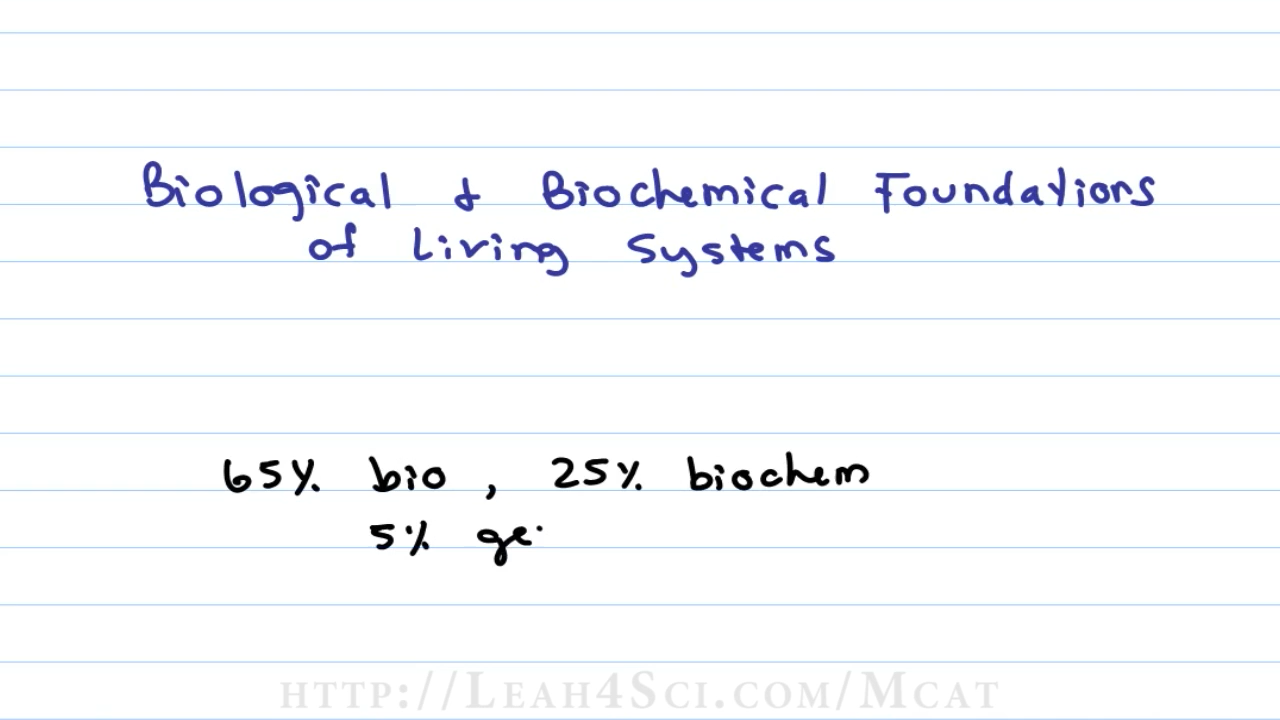 Biological & Biochemical Foundations
of Living Systems
65% bio, 25% biochem
5% ge
HTTP://LEAH4SCI.COM/MCAT